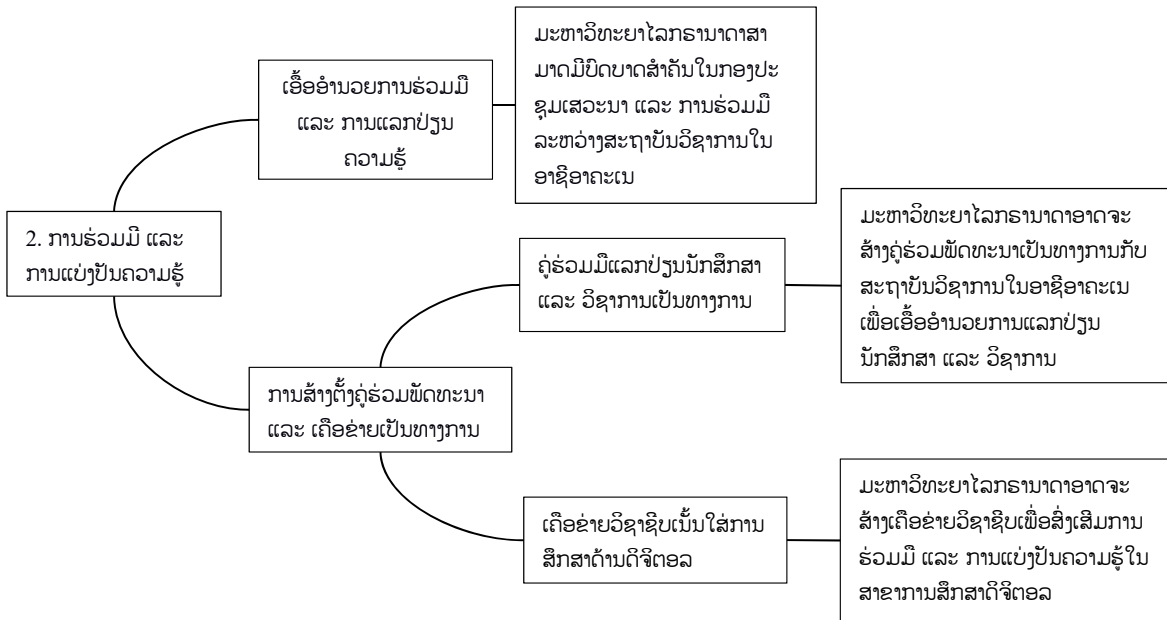 ມະຫາວິທະຍາໄລກຣານາດາສາ
ມາດມີບົດບາດສຳຄັນໃນກອງປະ
ຊຸມເສວະນາ ແລະ ການຮ່ວມມື
ລະຫວ່າງສະຖາບັນວິຊາການໃນ
ອາຊີອາຄະເນ
ເອື້ອອຳນວຍການຮ່ວມມື
ແລະ ການແລກປ່ຽນ
ຄວາມຮູ້
2. ການຮ່ວມມື ແລະ
ການແບ່ງປັນຄວາມຮູ້
ຄູ່ຮ່ວມມືແລກປ່ຽນນັກສຶກສາ
ແລະ ວິຊາການເປັນທາງການ
ມະຫາວິທະຍາໄລກຣານາດາອາດຈະ
ສ້າງຄູ່ຮ່ວມພັດທະນາເປັນທາງການກັບ
ສະຖາບັນວິຊາການໃນອາຊີອາຄະເນ
ເພື່ອເອື້ອອຳນວຍການແລກປ່ຽນ
ນັກສຶກສາ ແລະ ວິຊາການ
ການສ້າງຕັ້ງຄູ່ຮ່ວມພັດທະນາ
ແລະ ເຄືອຂ່າຍເປັນທາງການ
ເຄືອຂ່າຍວິຊາຊີບເນັ້ນໃສ່ການ
ສຶກສາດ້ານດິຈິຕອລ
ມະຫາວິທະຍາໄລກຣານາດາອາດຈະ
ສ້າງເຄືອຂ່າຍວິຊາຊີບເພື່ອສົ່ງເສີມການ
ຮ່ວມມື ແລະ ການແບ່ງປັນຄວາມຮູ້ໃນ
ສາຂາການສຶກສາດິຈິຕອລ